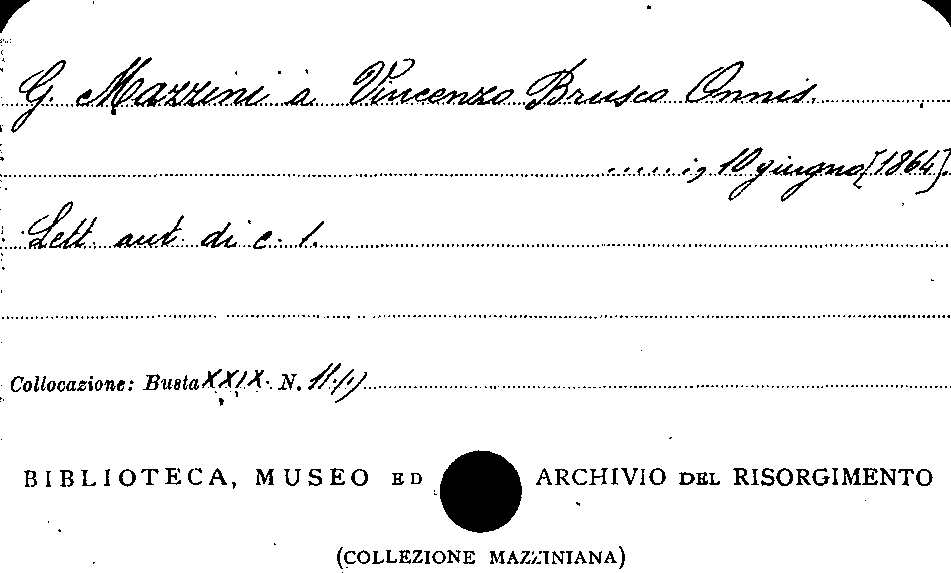 G. Mazzini a Vincenzo Brusco Onnis.
......, 10 giugno [1864].
Lett. aut. di c. 1.
Collocazione: Busta XXIX. N. 11.(1)
BIBLIOTECA, MUSEO ED ARCHIVIO DEL RISORGIMENTO
(COLLEZIONE MAZZINIANA)